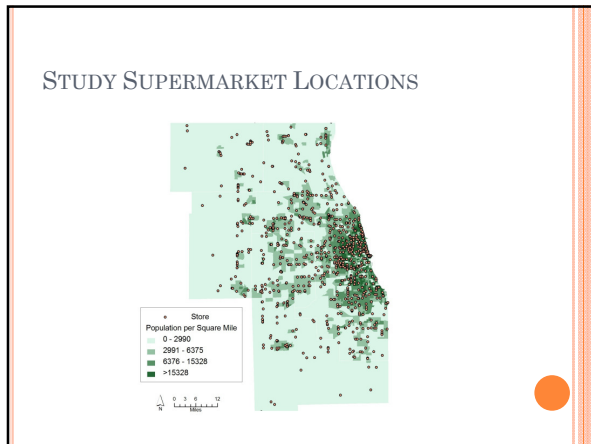 STUDY SUPERMARKET LOCATIONS
Store
Population per Square Mile
0 - 2990
2991 - 6375
6376 - 15328
>15328
N
0 3 6 12
Miles